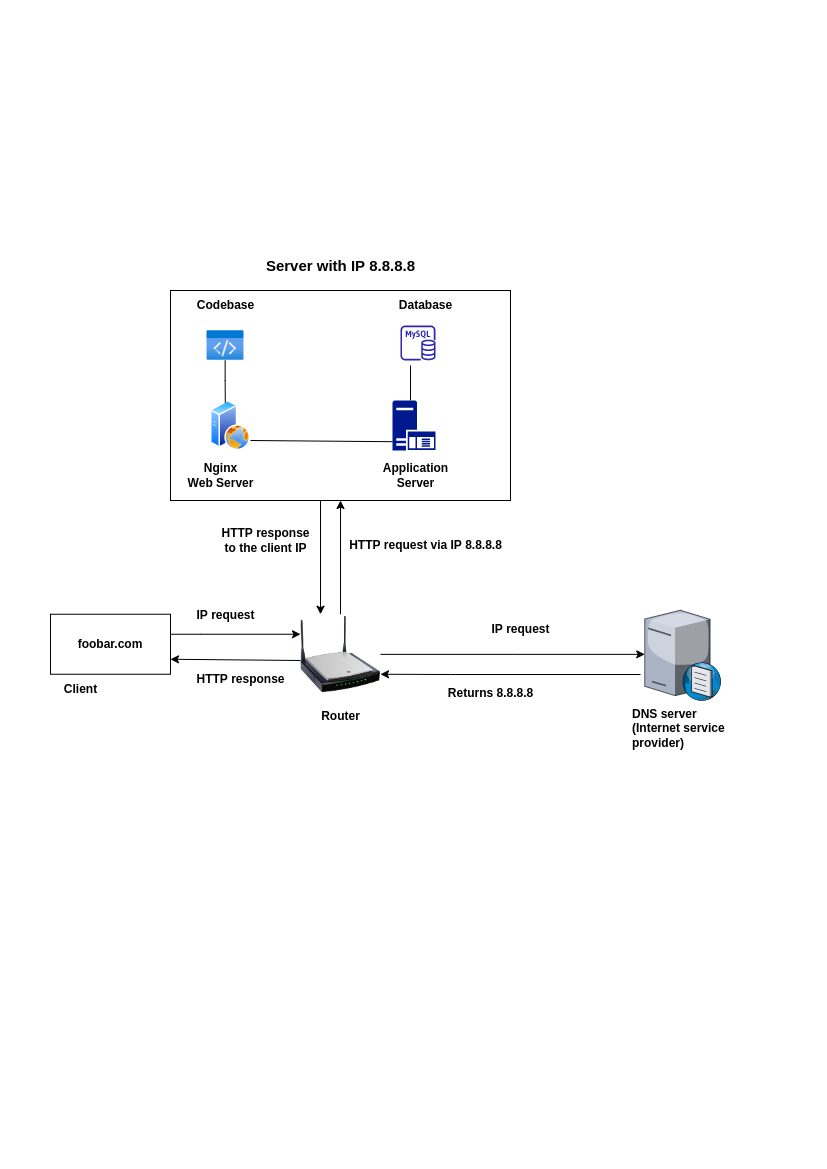 Server with IP 8.8.8.8
Codebase
Database
MySQL
</>
Nginx
Web Server
Application
Server
HTTP response
to the client IP
HTTP request via IP 8.8.8.8
IP request
IP request
foobar.com
HTTP response
Client
Returns 8.8.8.8
Router
DNS server
(Internet service
provider)